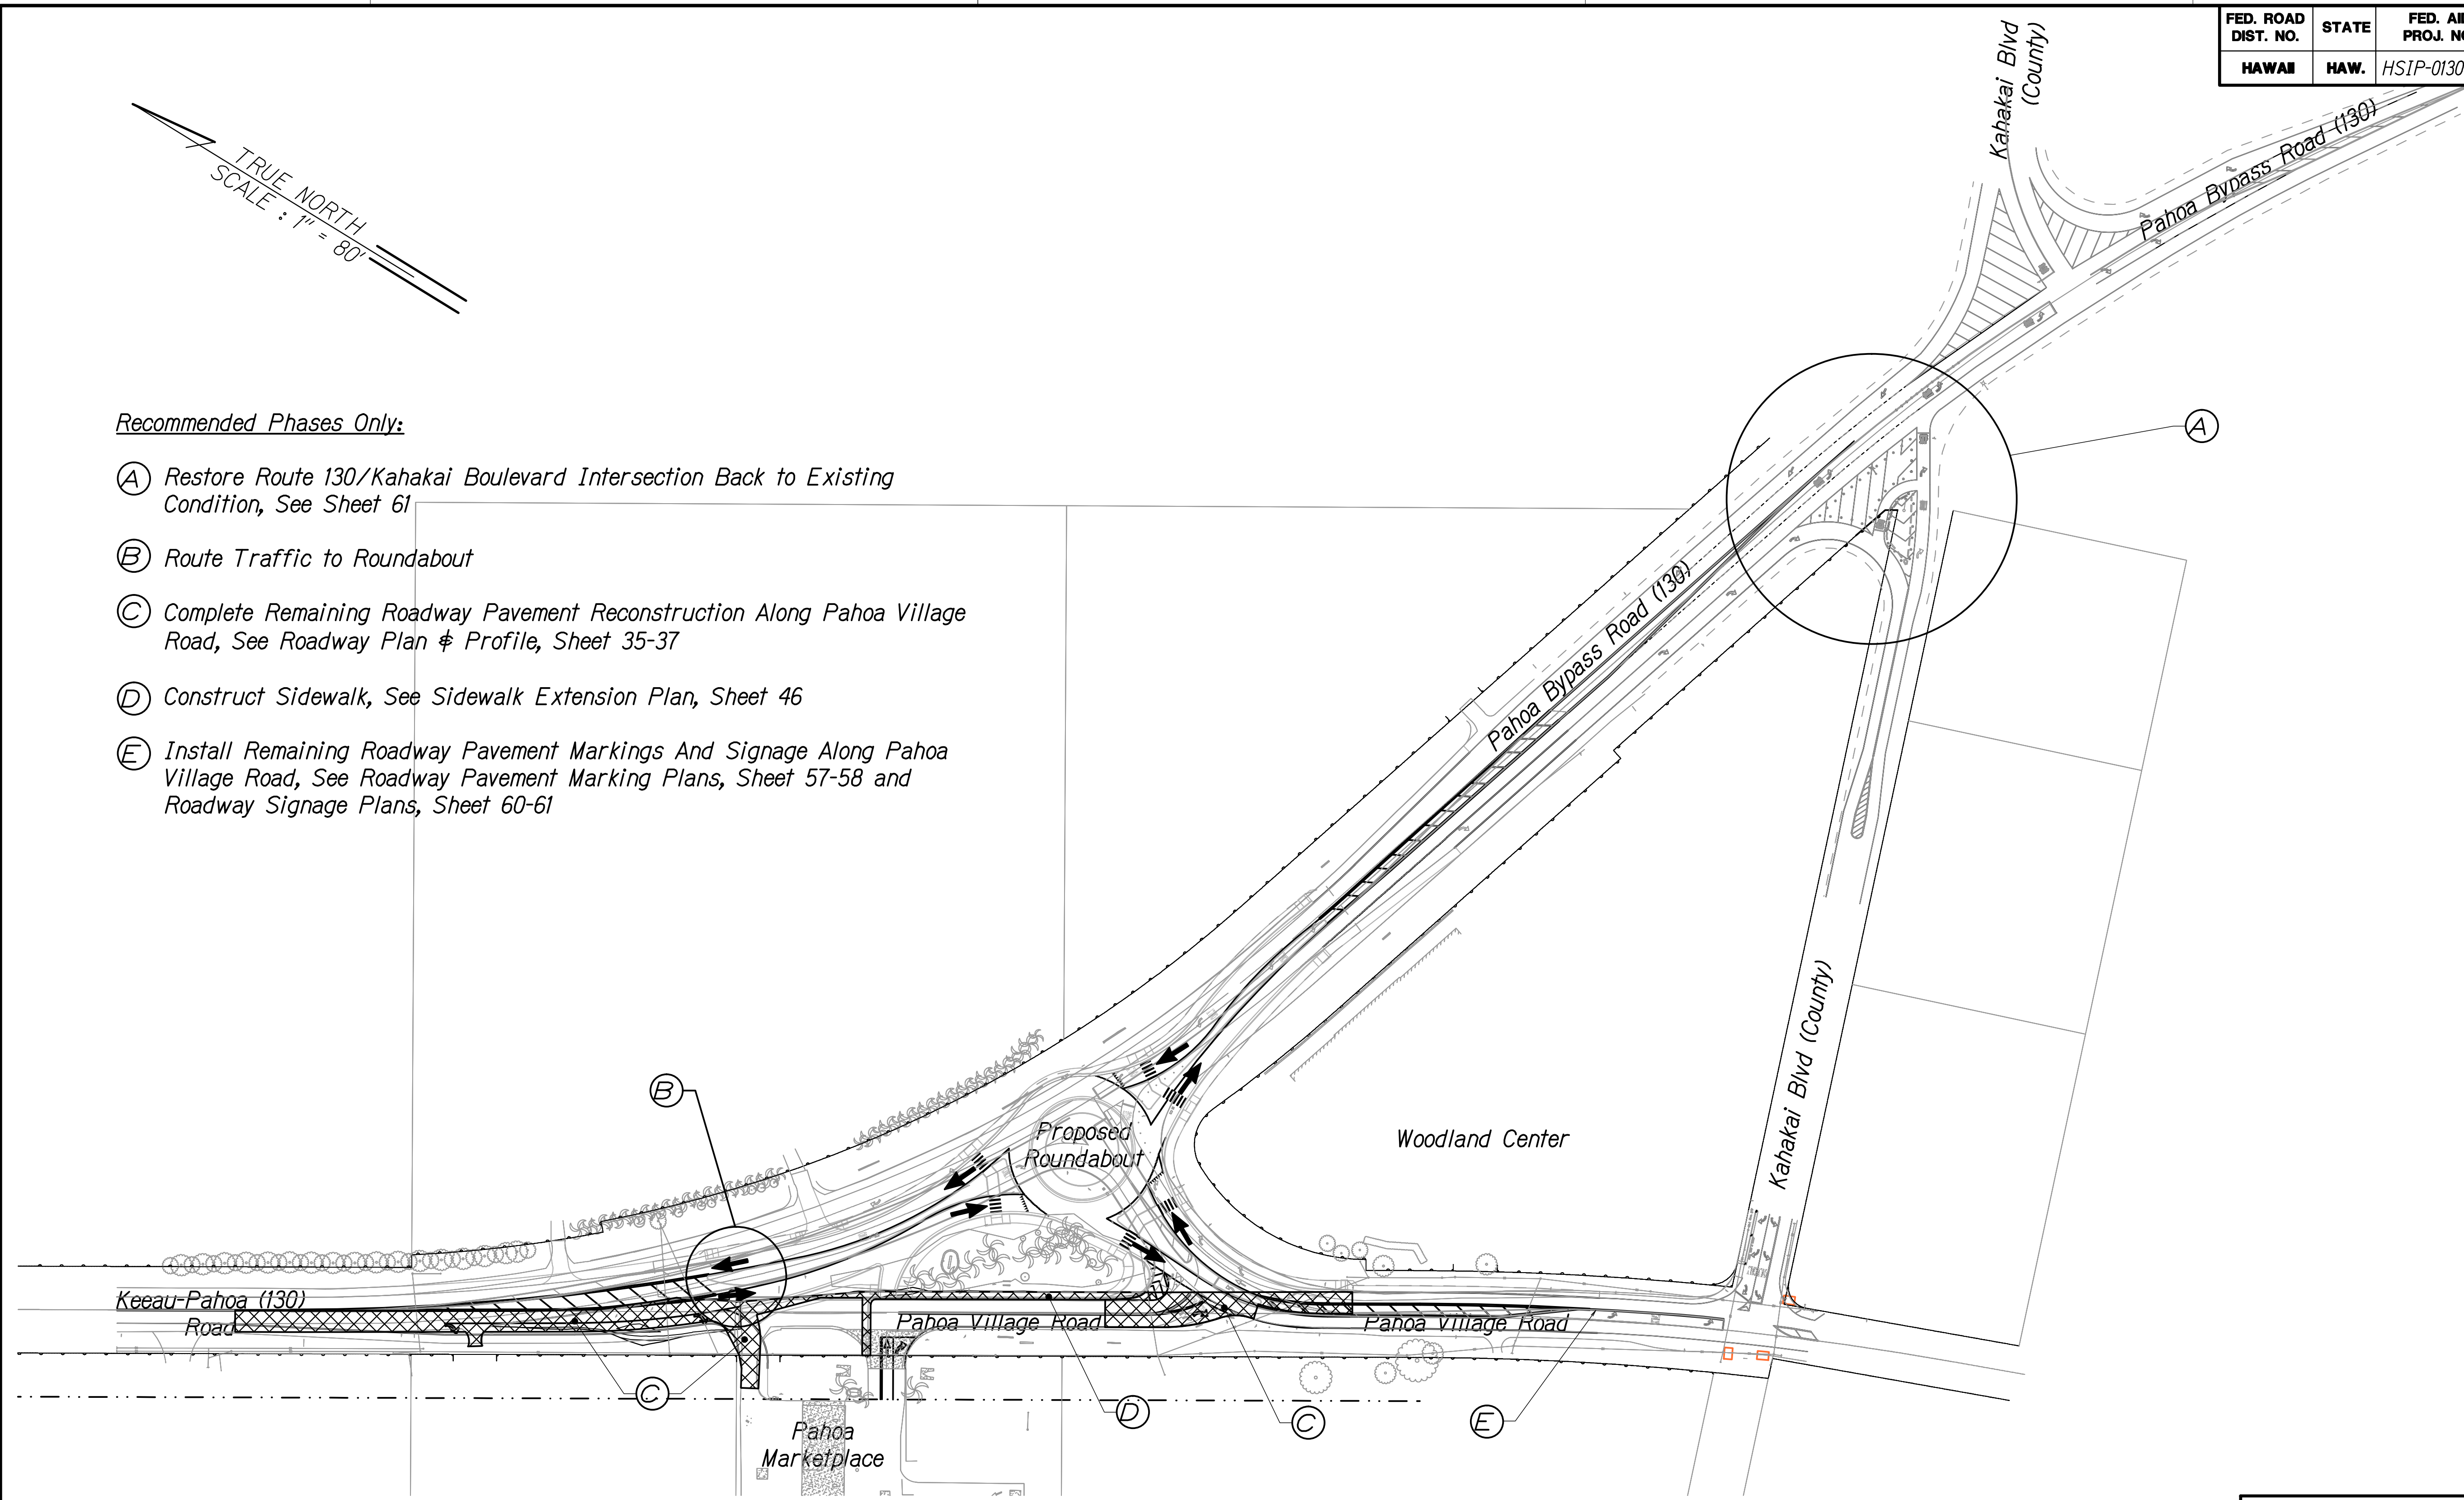 FED. ROAD
DIST. NO.
STATE
FED. AI
PROJ. N
HAWAII
HAW.
HSIP-0130
Kahakai Blvd
(County)
Pahoa Bypass Road (130)
TRUE NORTH
SCALE : 1" = 80'
Recommended Phases Only:
A Restore Route 130/Kahakai Boulevard Intersection Back to Existing
Condition, See Sheet 61
B Route Traffic to Roundabout
C Complete Remaining Roadway Pavement Reconstruction Along Pahoa Village
Road, See Roadway Plan & Profile, Sheet 35-37
D Construct Sidewalk, See Sidewalk Extension Plan, Sheet 46
E Install Remaining Roadway Pavement Markings And Signage Along Pahoa
Village Road, See Roadway Pavement Marking Plans, Sheet 57-58 and
Roadway Signage Plans, Sheet 60-61
A
Pahoa Bypass Road (130)
Kahakai Blvd (County)
B
Proposed
Roundabout
Woodland Center
Keeau-Pahoa (130)
Road
Pahoa Village Road
Pahoa Village Road
C
D
C
E
Pahoa
Marketplace